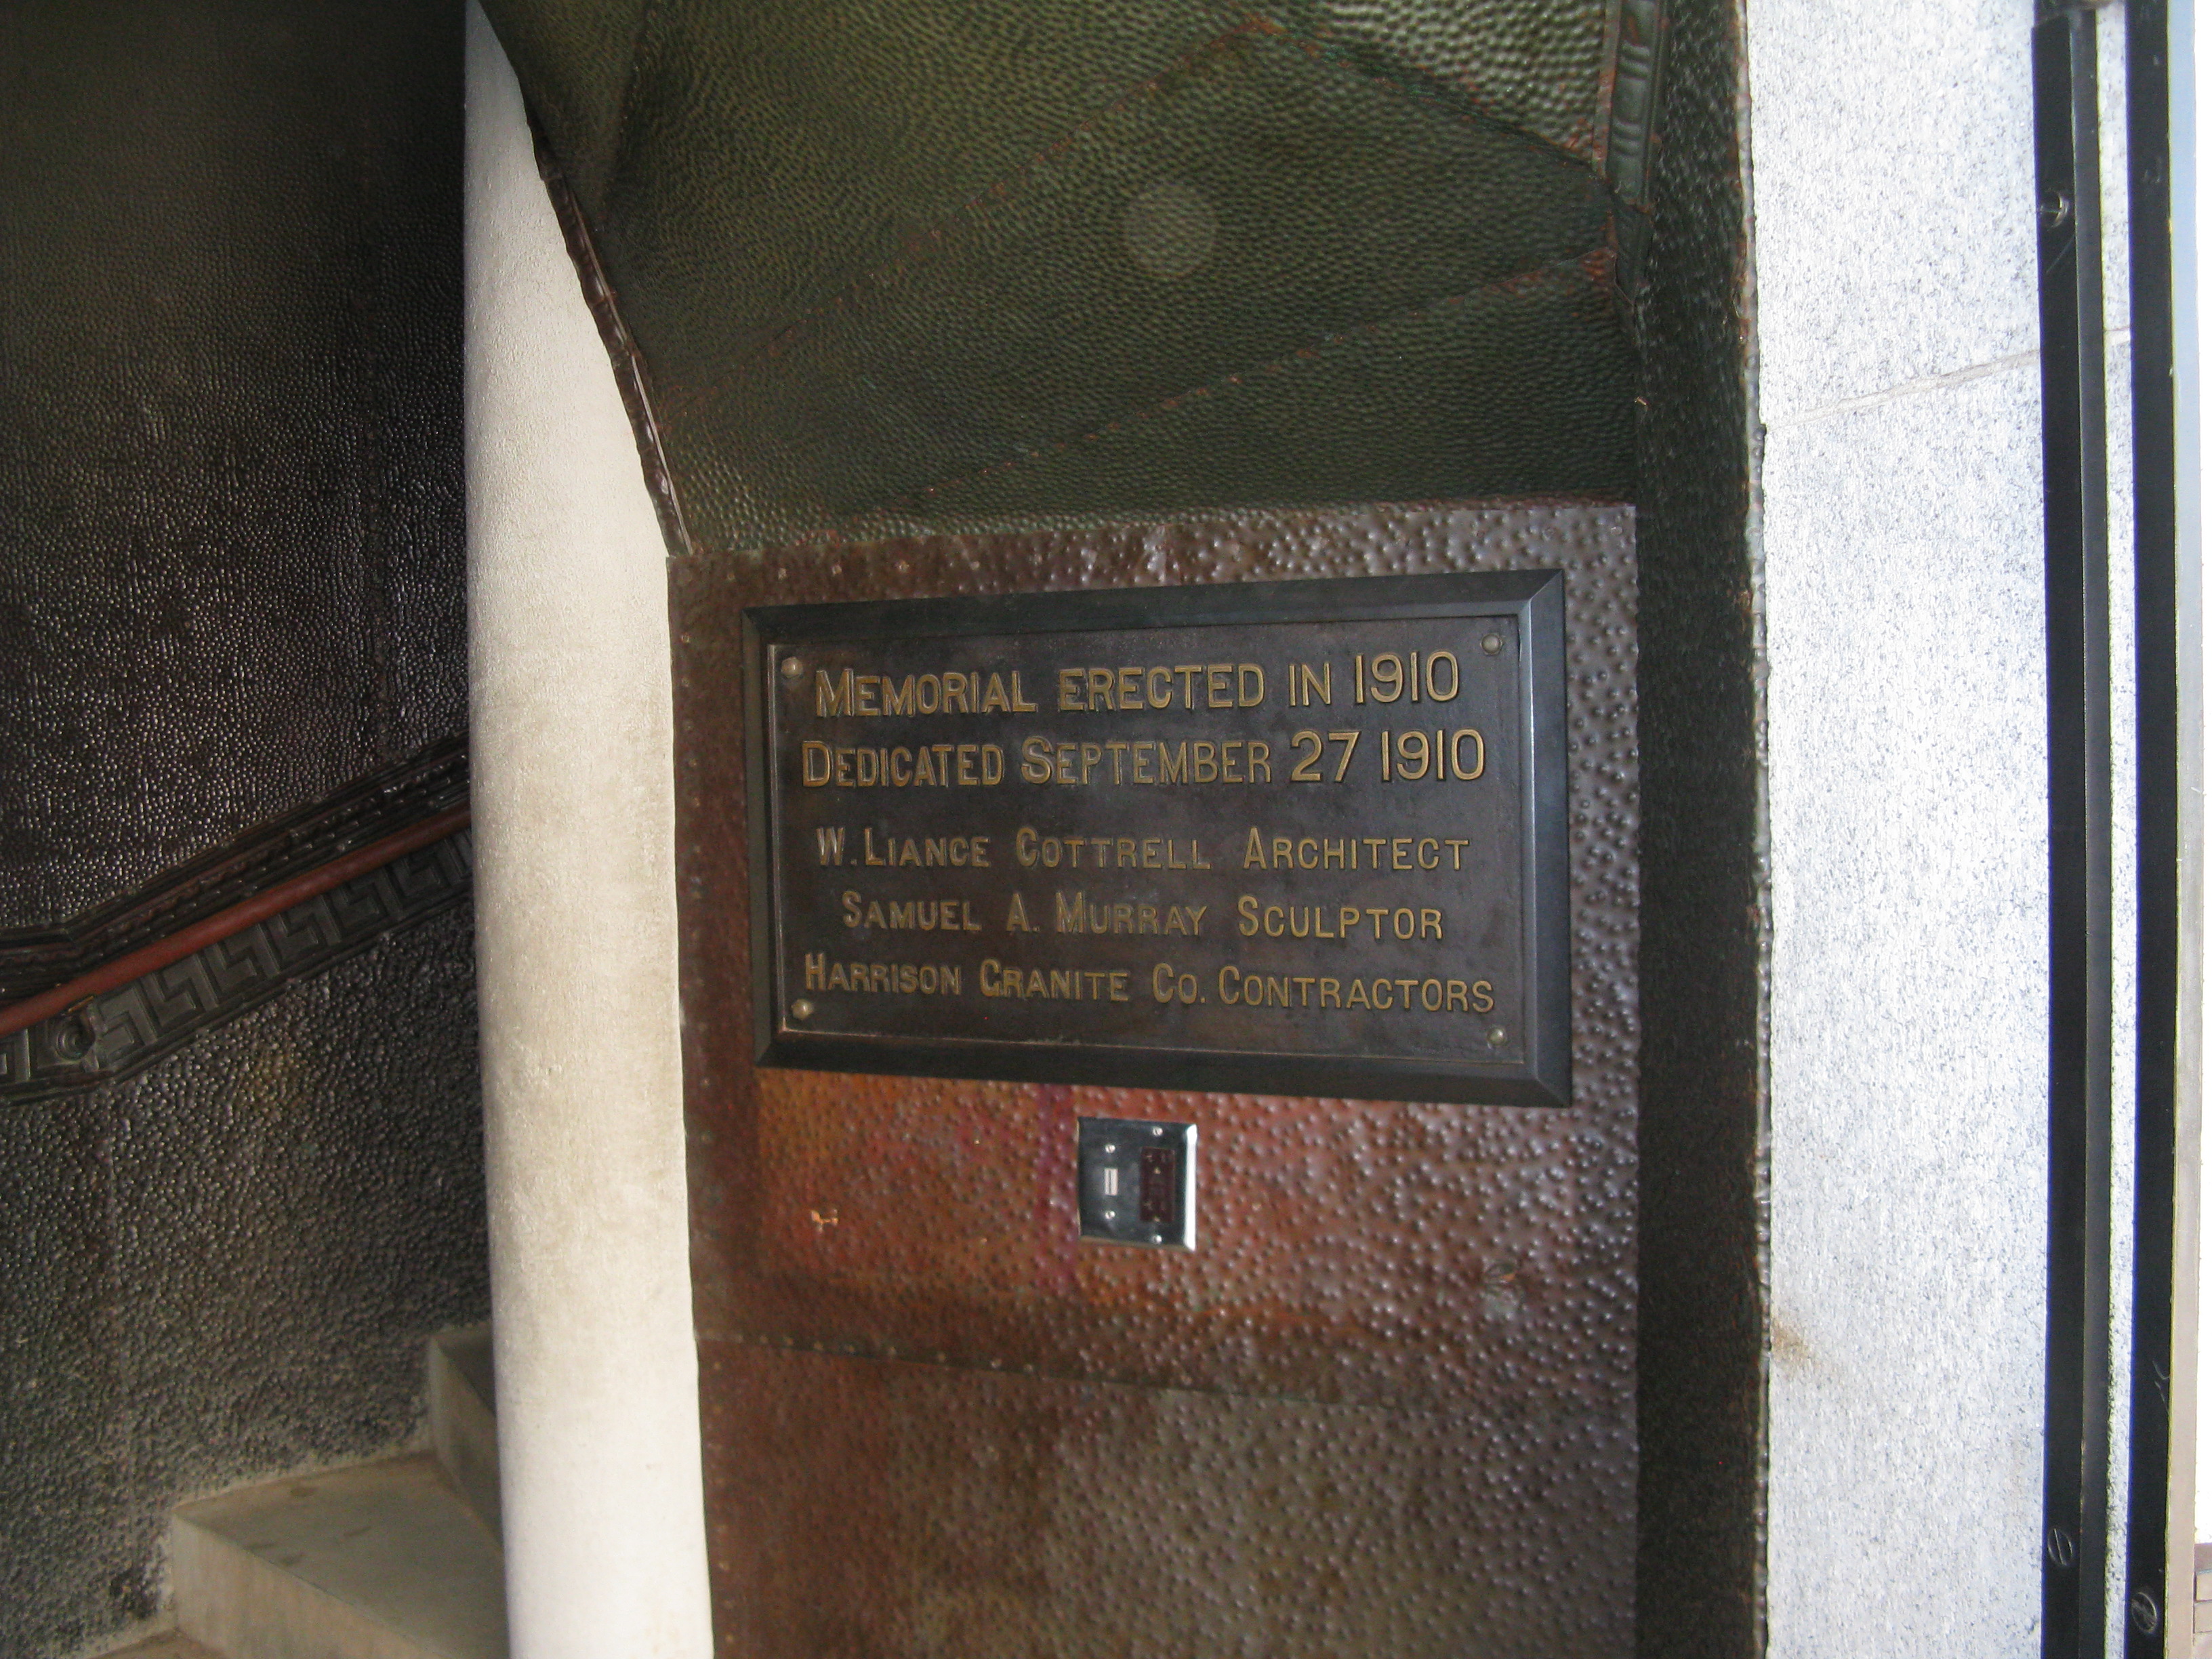 MEMORIAL ERECTED IN 1910
DEDICATED SEPTEMBER 27 1910
W. LIANCE COTTRELL ARCHITECT
SAMUEL A. MURRAY SCULPTOR
HARRISON GRANITE CO. CONTRACTORS